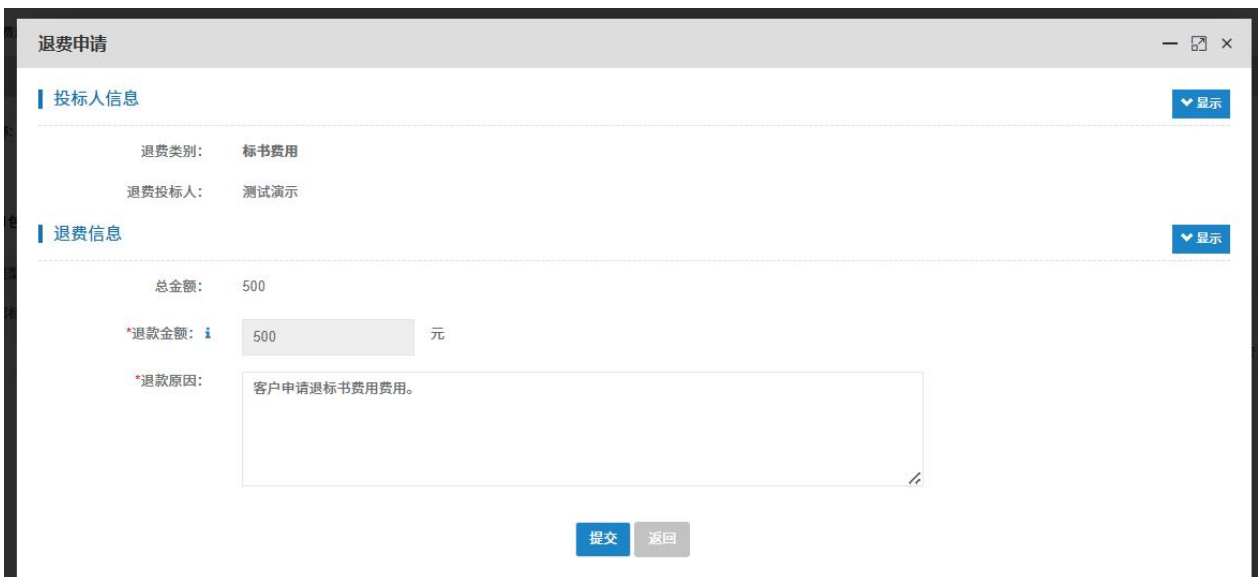 退费申请
投标人信息
显示
退费类别： 标书费用
退费投标人： 测试演示
退费信息
显示
总金额： 500
*退款金额： i 500 元
*退款原因： 客户申请退标书费用费用。
提交 返回